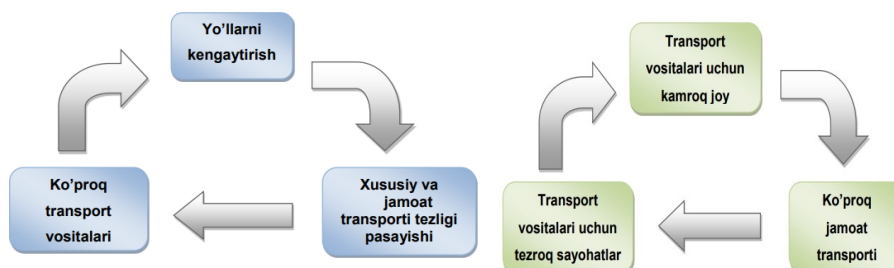 Yo'llarni
kengaytirish
Xususiy va
jamoat
transporti tezligi
pasayishi
Ko'proq
transport
vositalari
Transport
vositalari uchun
kamroq joy
Ko'proq
jamoat
transporti
Transport
vositalari uchun
tezroq sayohatlar